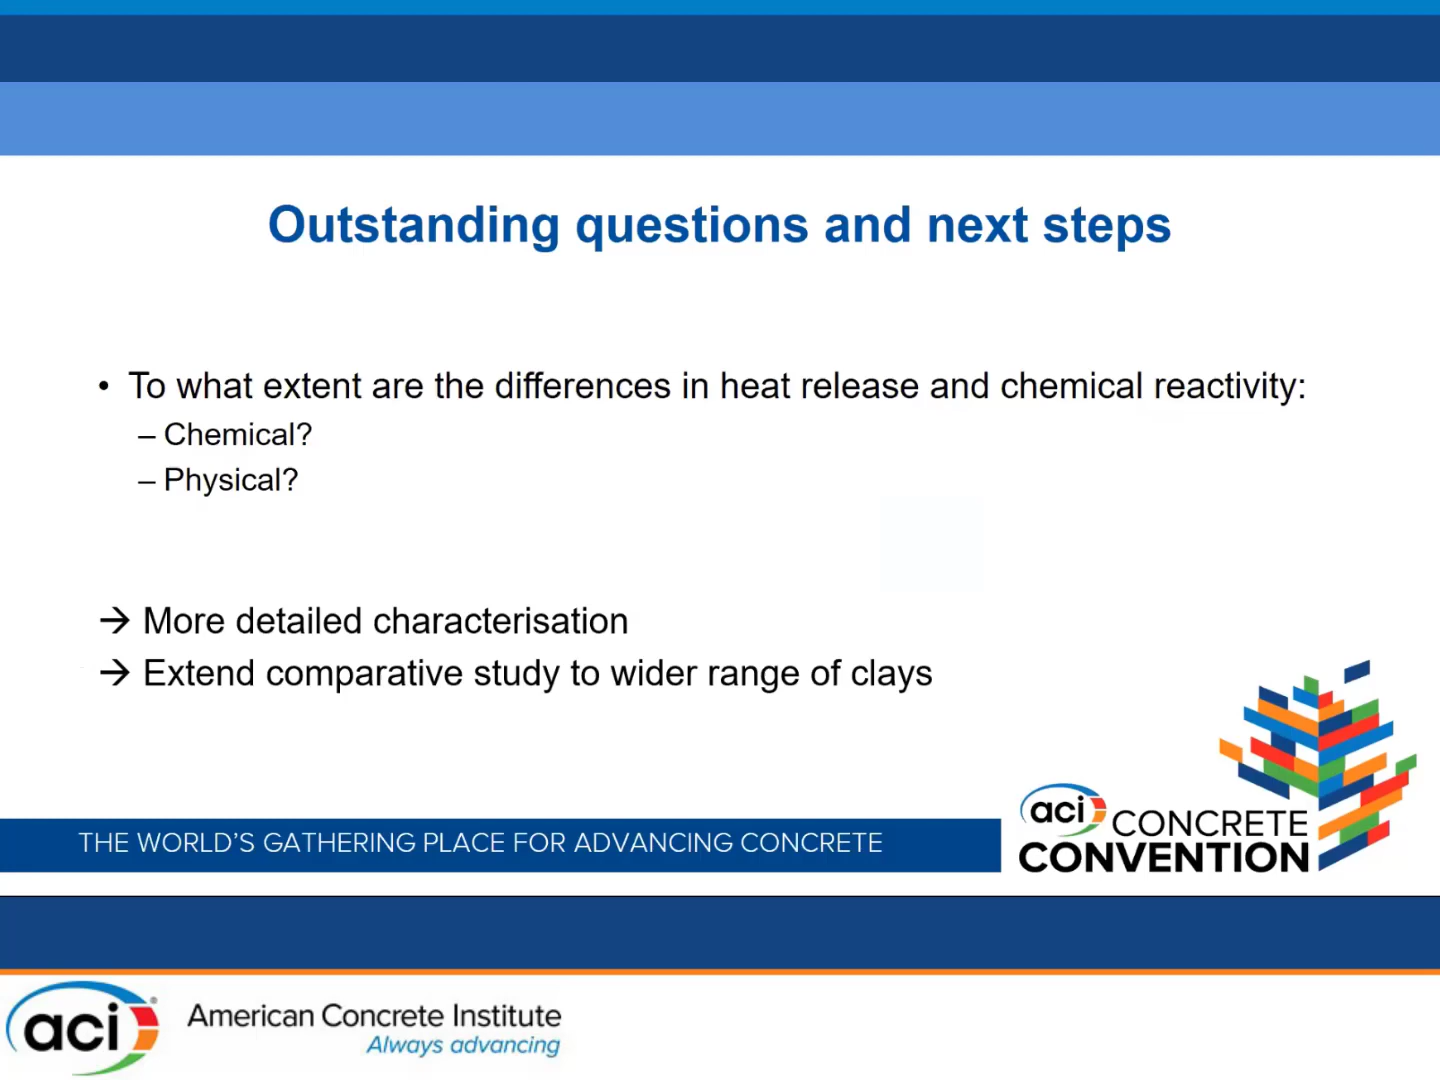 Outstanding questions and next steps
• To what extent are the differences in heat release and chemical reactivity:
– Chemical?
– Physical?
→ More detailed characterisation
→ Extend comparative study to wider range of clays
THE WORLD’S GATHERING PLACE FOR ADVANCING CONCRETE
aci CONCRETE
CONVENTION
aci American Concrete Institute
Always advancing